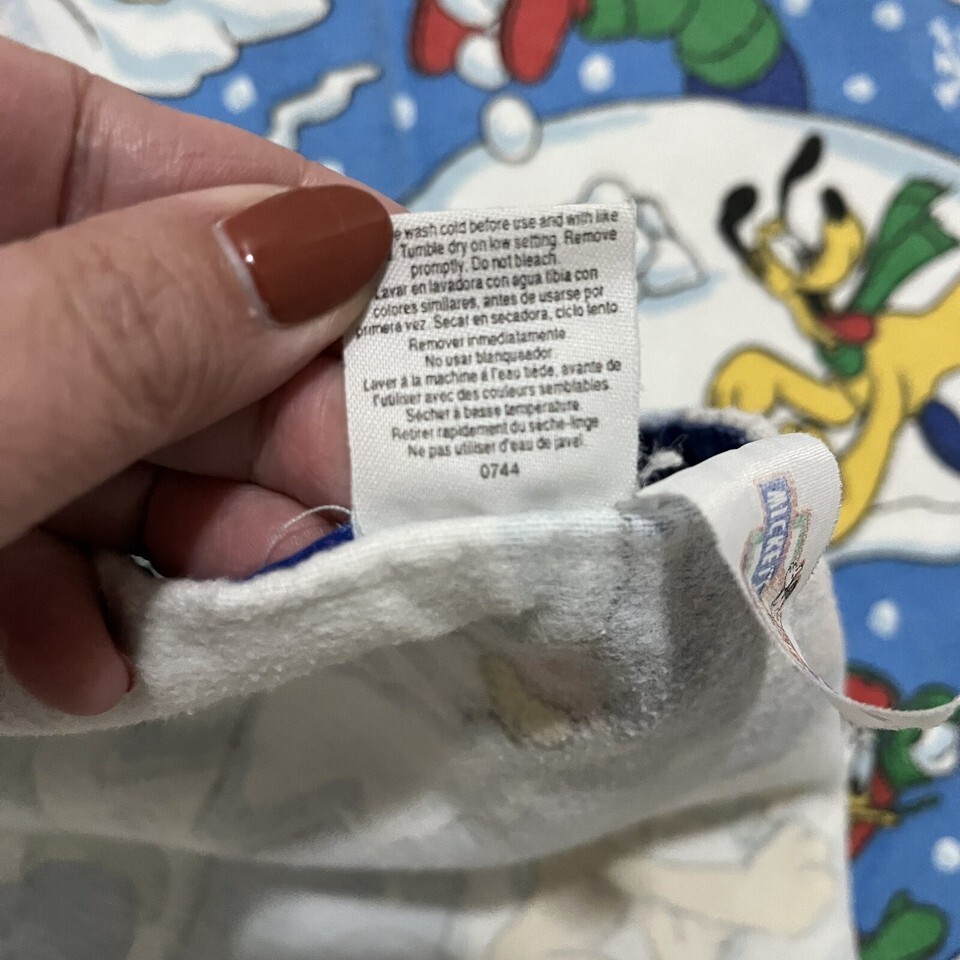 wash cold before use and with like
Tumble dry on low setting. Remove
promptly. Do not bleach.
Lavar en lavadora con agua tibia con
colores similares, antes de usarse por
primera vez. Secar en secadora, ciclo lento
Remover inmediatamente
No usar blanqueador
Laver à la machine á l'eau tiède, avante de
l'utiliser avec des couleurs semblables
Sécher à basse température
Retirer rapidement du seche-linge
Ne pas utiliser d'eau de javel.
0744
MICKEY